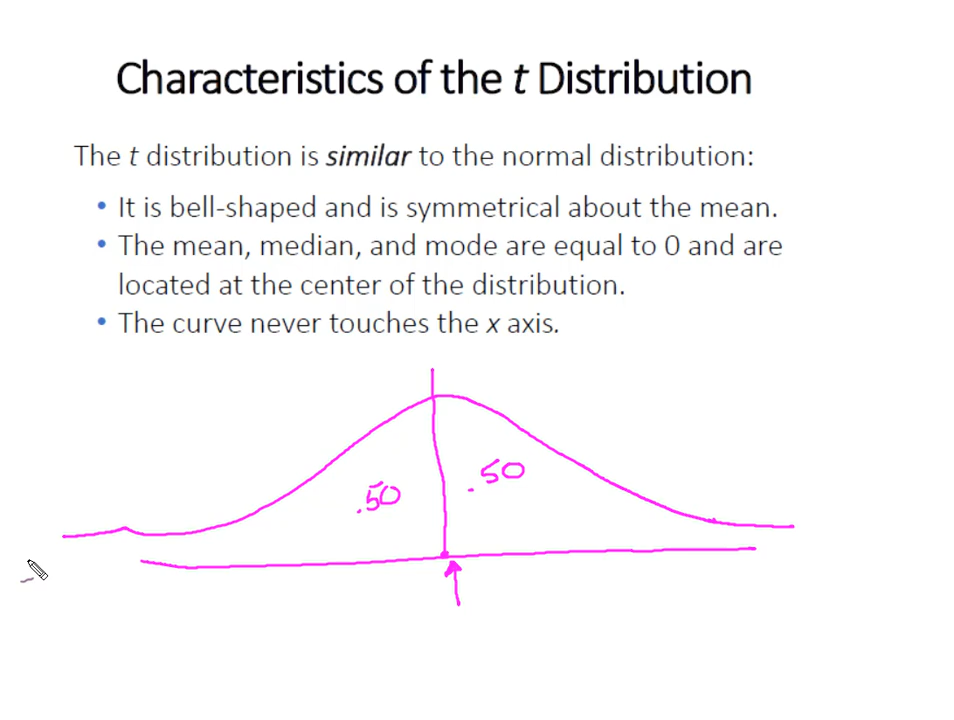 Characteristics of the t Distribution
The t distribution is similar to the normal distribution:
• It is bell-shaped and is symmetrical about the mean.
• The mean, median, and mode are equal to 0 and are
located at the center of the distribution.
• The curve never touches the x axis.
.50 .50